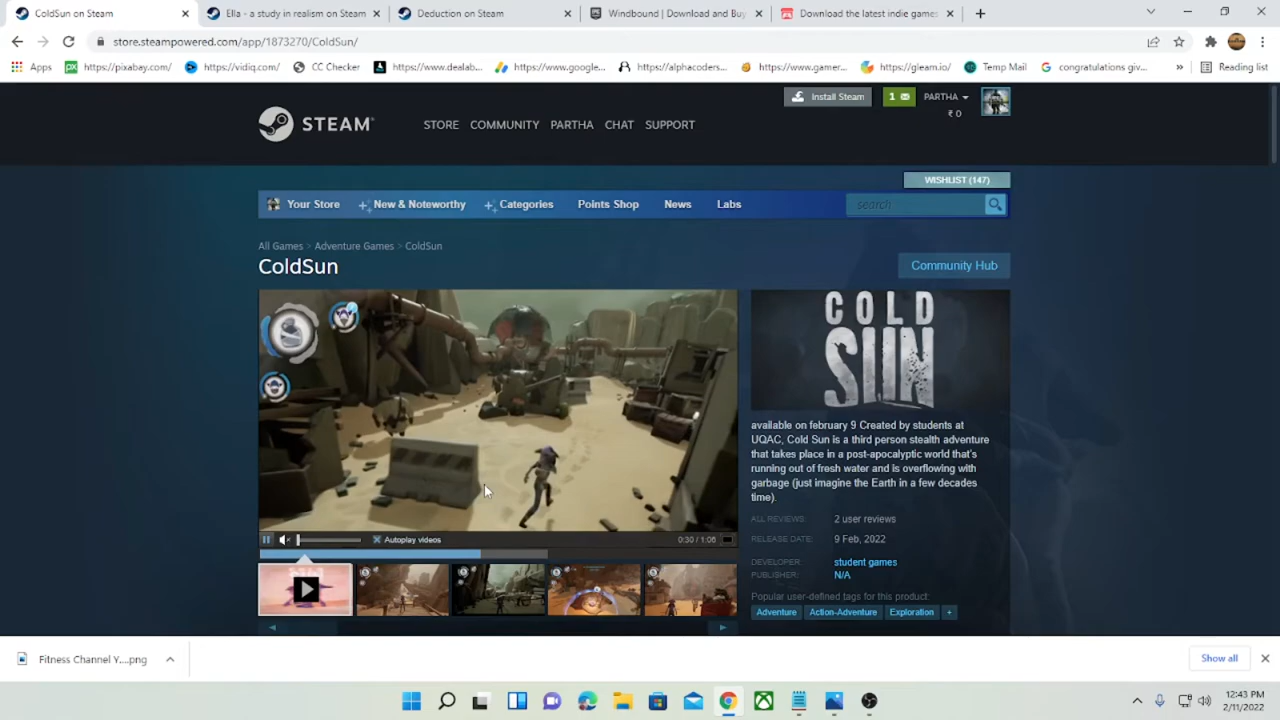 ColdSun on Steam
Ella - a study in realism on Steam
Deduction on Steam
Windbound | Download and Buy
Download the latest indie games
store.steampowered.com/app/1873270/ColdSun/
Apps
https://pixabay.com/
https://vidiq.com/
CC Checker
https://www.dealab...
https://www.google...
https://alphacoders...
https://www.gamer...
https://gleam.io/
Temp Mail
congratulations giv...
»
Reading list
Install Steam
1
PARTHA
₹ 0
STEAM
STORE COMMUNITY PARTHA CHAT SUPPORT
WISHLIST (147)
Your Store New & Noteworthy Categories Points Shop News Labs
search
All Games > Adventure Games > ColdSun
ColdSun
Community Hub
COLD
SUN
Autoplay videos
0:30 / 1:06
available on february 9 Created by students at
UQAC, Cold Sun is a third person stealth adventure
that takes place in a post-apocalyptic world that's
running out of fresh water and is overflowing with
garbage (just imagine the Earth in a few decades
time).
ALL REVIEWS: 2 user reviews
RELEASE DATE: 9 Feb, 2022
DEVELOPER: student games
PUBLISHER: N/A
Popular user-defined tags for this product:
Adventure Action-Adventure Exploration +
Fitness Channel Y....png
Show all
12:43 PM
2/11/2022